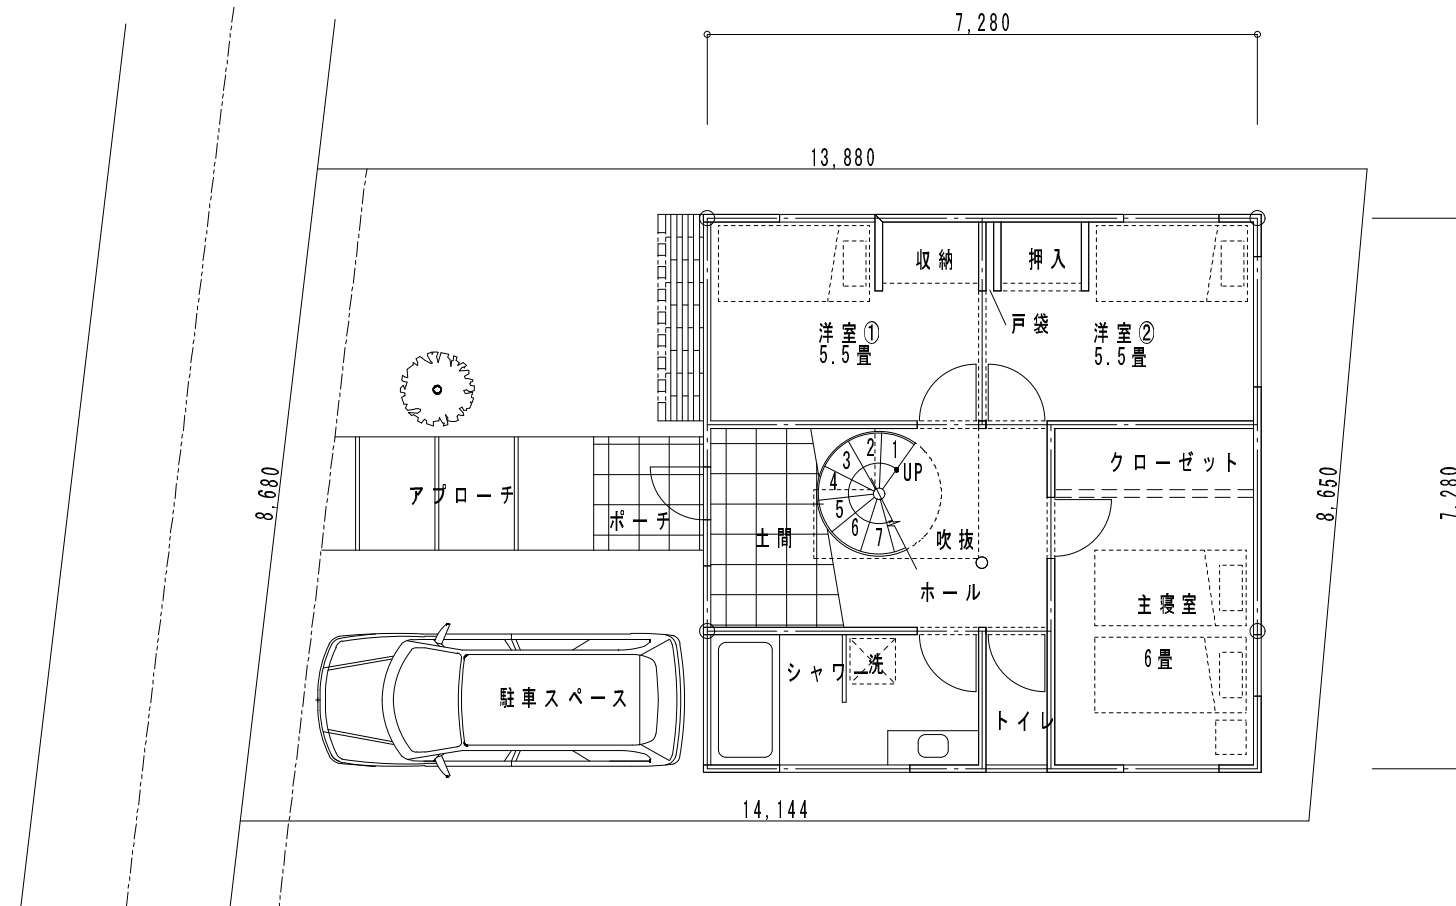 7,280
13,880
収納
押入
戸袋
洋室①
5.5畳
洋室②
5.5畳
1
2
3
4
5
6
7
UP
クローゼット
アプローチ
ポーチ
土間
吹抜
ホール
8,680
8,650
7,280
主寝室
6畳
シャワー
洗
トイレ
駐車スペース
14,144